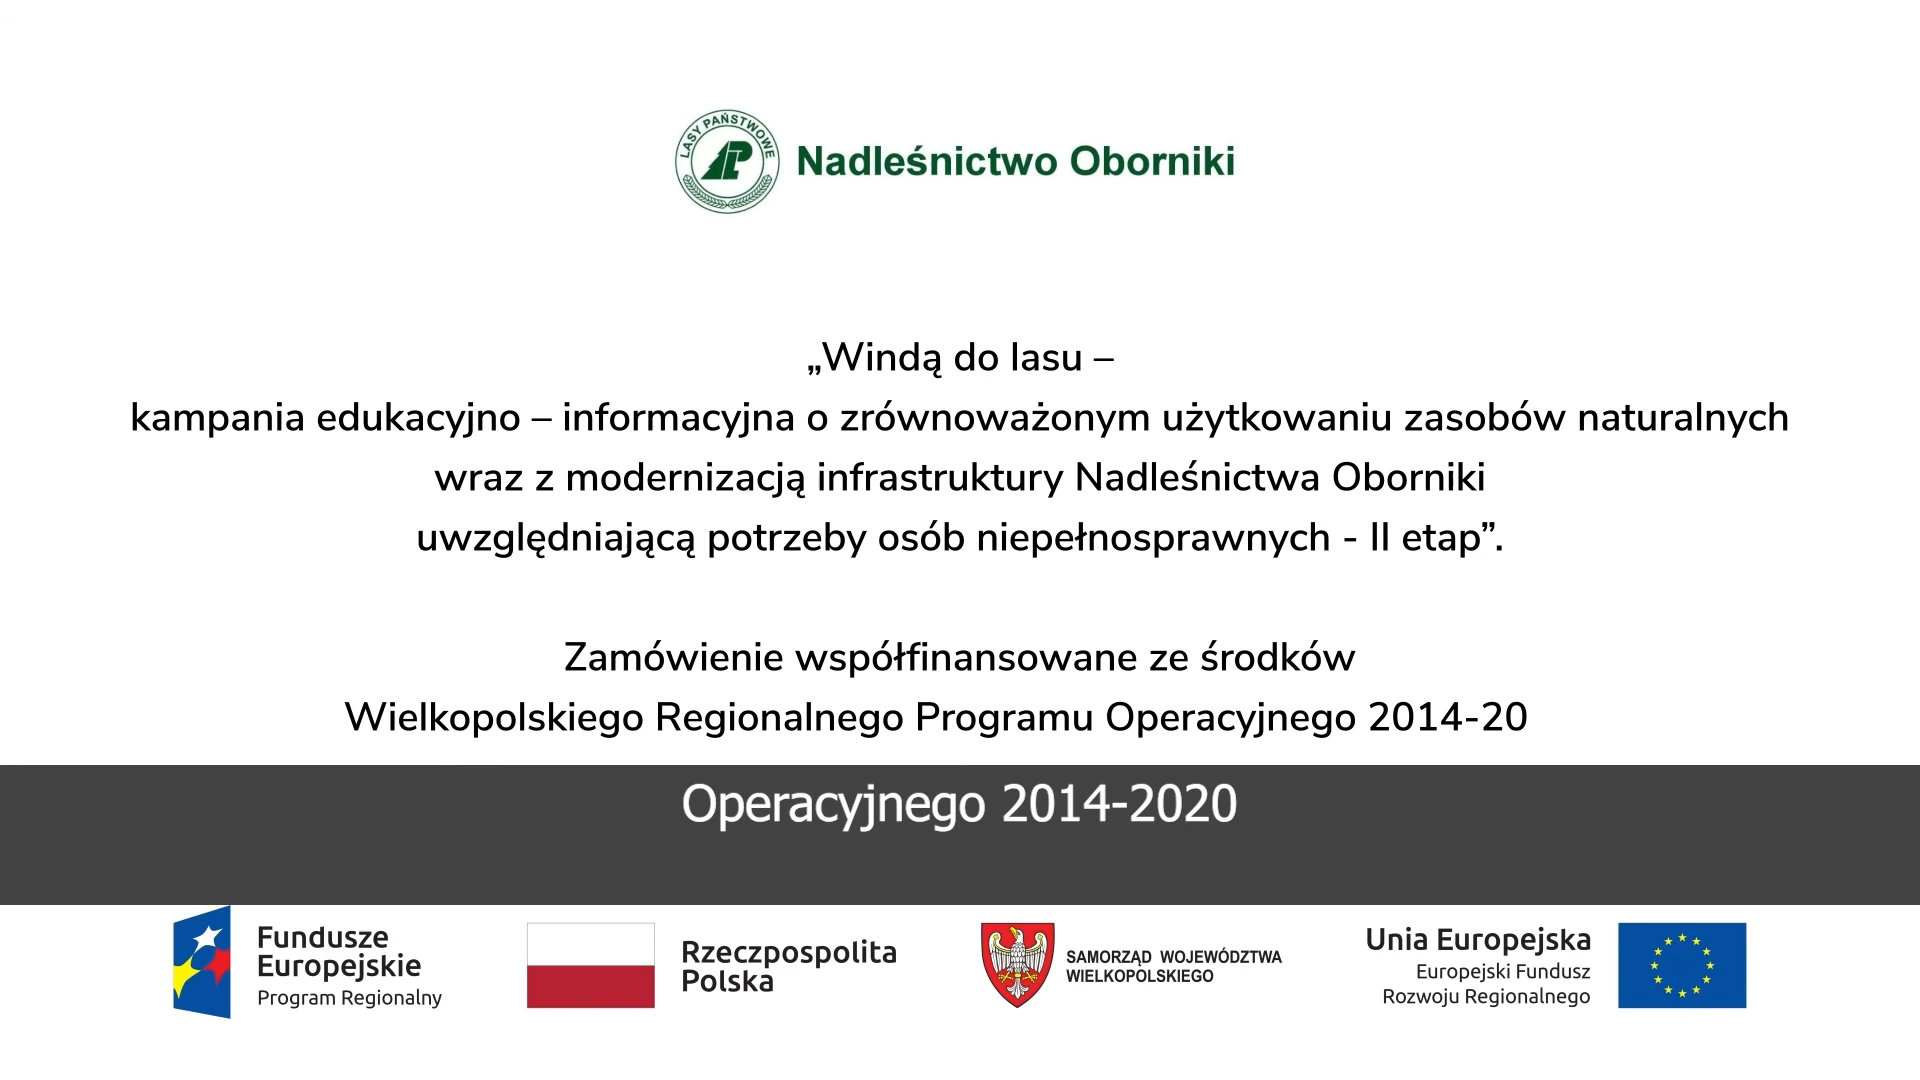 LASY PAŃSTWOWE
Nadleśnictwo Oborniki
„Windą do lasu –
kampania edukacyjno – informacyjna o zrównoważonym użytkowaniu zasobów naturalnych
wraz z modernizacją infrastruktury Nadleśnictwa Oborniki
uwzględniającą potrzeby osób niepełnosprawnych - II etap”.
Zamówienie współfinansowane ze środków
Wielkopolskiego Regionalnego Programu Operacyjnego 2014-20
Operacyjnego 2014-2020
Fundusze
Europejskie
Program Regionalny
Rzeczpospolita
Polska
SAMORZĄD WOJEWÓDZTWA
WIELKOPOLSKIEGO
Unia Europejska
Europejski Fundusz
Rozwoju Regionalnego